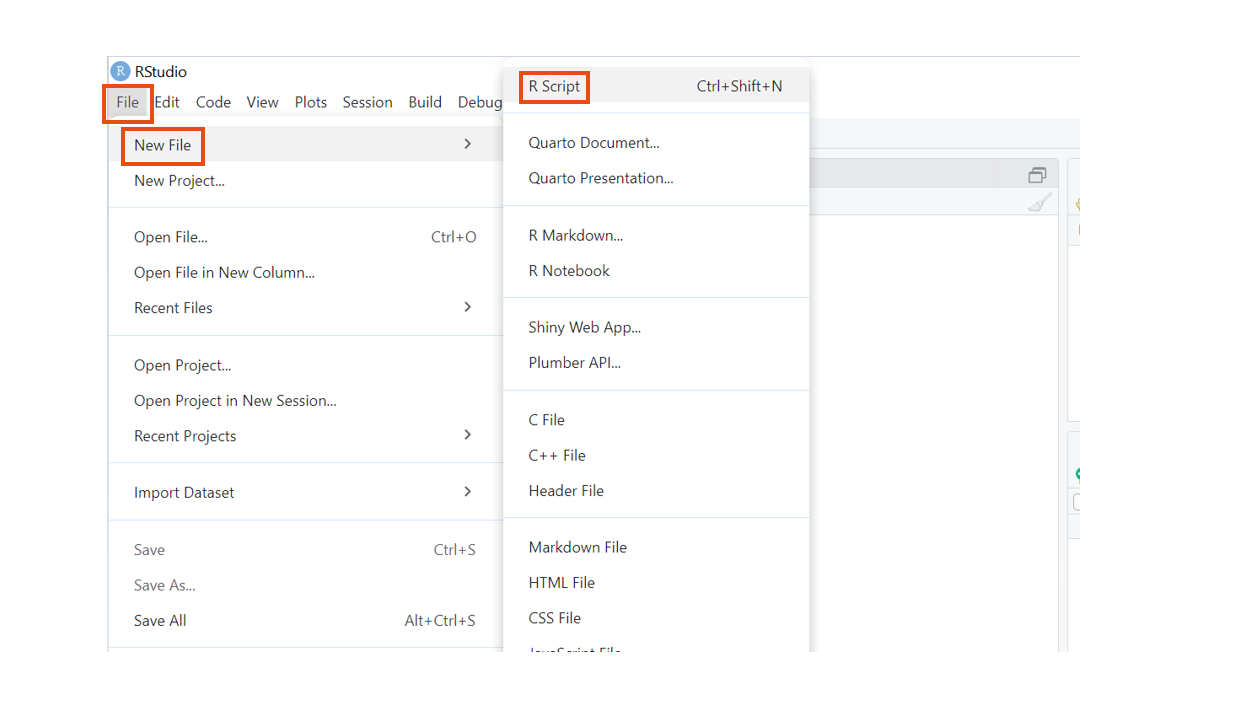 R RStudio
File Edit Code View Plots Session Build Debug
New File
New Project...
Open File... Ctrl+O
Open File in New Column...
Recent Files
Open Project...
Open Project in New Session...
Recent Projects
Import Dataset
Save Ctrl+S
Save As...
Save All Alt+Ctrl+S
R Script Ctrl+Shift+N
Quarto Document...
Quarto Presentation...
R Markdown...
R Notebook
Shiny Web App...
Plumber API...
C File
C++ File
Header File
Markdown File
HTML File
CSS File
JavaScript File